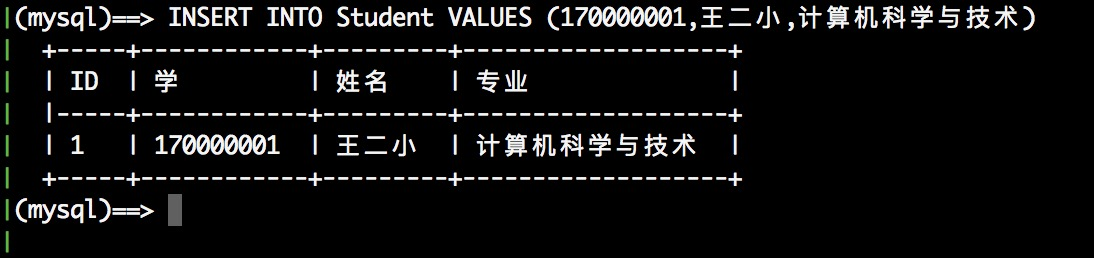 |(mysql)==> INSERT INTO Student VALUES (170000001,王二小,计算机科学与技术)
|  +-----+------------+---------+-------------------+
|  | ID  | 学         | 姓名    | 专业              |
|  |-----+------------+---------+-------------------+
|  | 1   | 170000001  | 王二小  | 计算机科学与技术  |
|  +-----+------------+---------+-------------------+
|(mysql)==>
|